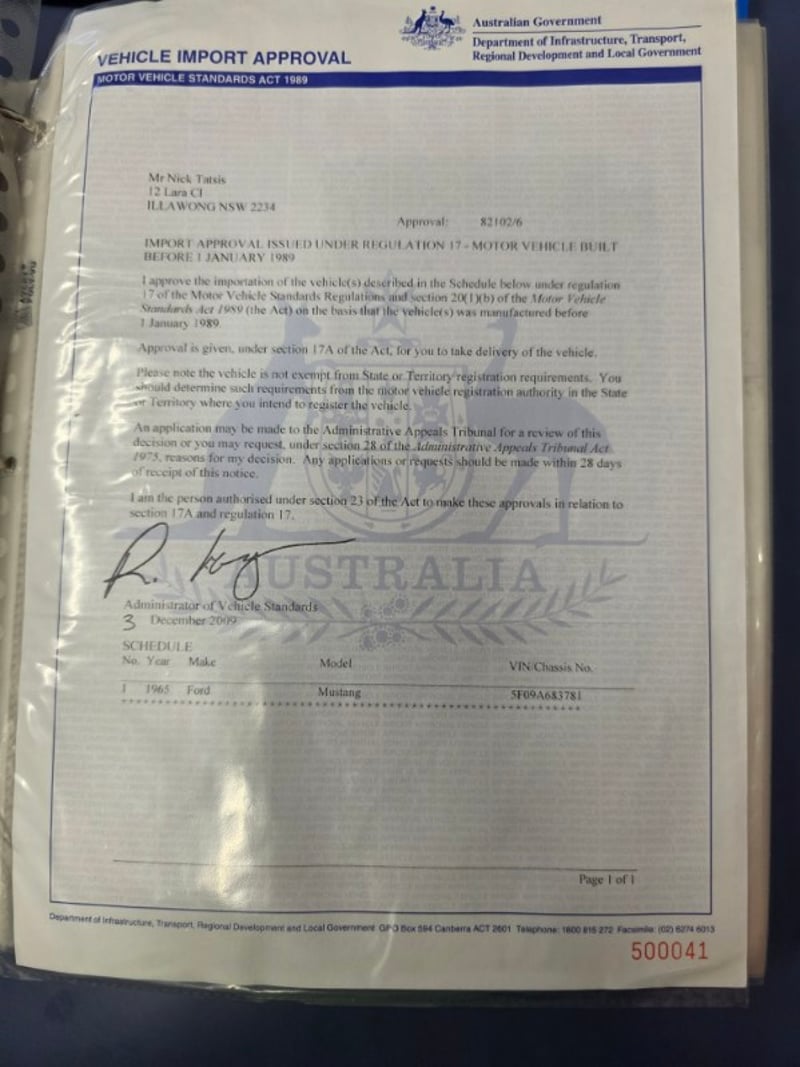 Australian Government
Department of Infrastructure, Transport,
Regional Development and Local Government
VEHICLE IMPORT APPROVAL
MOTOR VEHICLE STANDARDS ACT 1989
Mr Nick Tatsis
12 Lara Cl
ILLAWONG NSW 2234
Approval: 82102/6
IMPORT APPROVAL ISSUED UNDER REGULATION 17 - MOTOR VEHICLE BUILT
BEFORE 1 JANUARY 1989
I approve the importation of the vehicle(s) described in the Schedule below under regulation
17 of the Motor Vehicle Standards Regulations and section 20(1)(b) of the Motor Vehicle
Standards Act 1989 (the Act) on the basis that the vehicle(s) was manufactured before
1 January 1989.
Approval is given, under section 17A of the Act, for you to take delivery of the vehicle.
Please note the vehicle is not exempt from State or Territory registration requirements. You
should determine such requirements from the motor vehicle registration authority in the State
or Territory where you intend to register the vehicle.
An application may be made to the Administrative Appeals Tribunal for a review of this
decision or you may request, under section 28 of the Administrative Appeals Tribunal Act
1975, reasons for my decision. Any applications or requests should be made within 28 days
of receipt of this notice.
I am the person authorised under section 23 of the Act to make these approvals in relation to
section 17A and regulation 17.
R.
AUSTRALIA
Administrator of Vehicle Standards
3 December 2009
SCHEDULE
No. Year Make Model VIN/Chassis No.
1 1965 Ford Mustang 5F09A683781
Page 1 of 1
Department of Infrastructure, Transport, Regional Development and Local Government GPO Box 594 Canberra ACT 2601 Telephone: 1800 815 272 Facsimile: (02) 6274 6013
500041